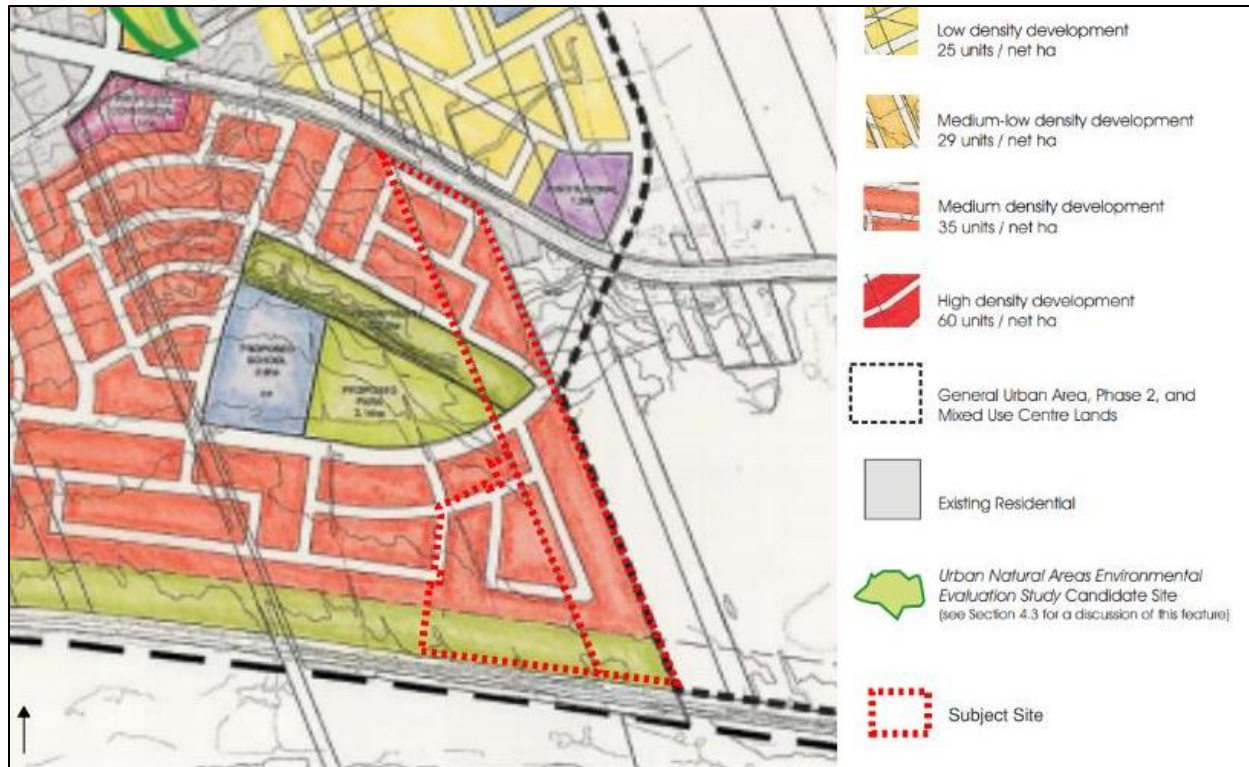 Low density development
25 units / net ha
Medium-low density development
29 units / net ha
Medium density development
35 units / net ha
High density development
60 units / net ha
General Urban Area, Phase 2, and
Mixed Use Centre Lands
Existing Residential
Urban Natural Areas Environmental
Evaluation Study Candidate Site
(see Section 4.3 for a discussion of this feature)
Subject Site
INSTITUTIONAL
PROPOSED
SCHOOL
PROPOSED
PARK